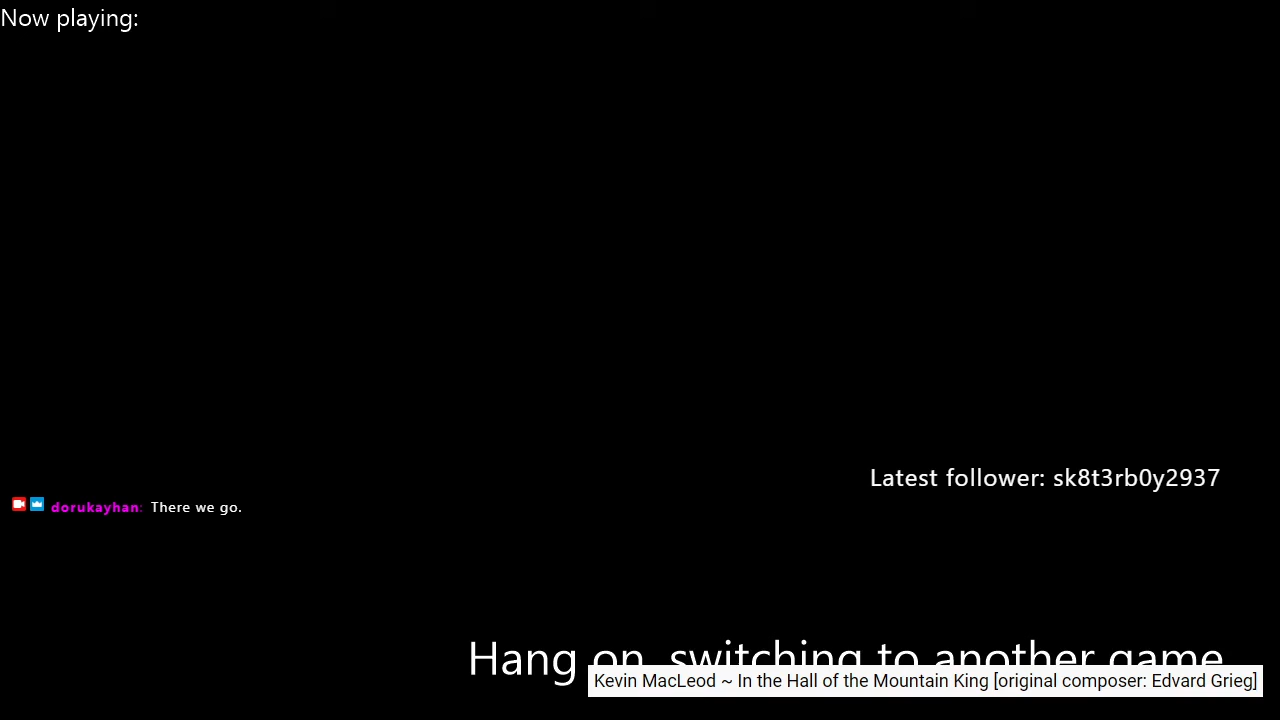 Now playing:
Latest follower: sk8t3rb0y2937
dorukayhan: There we go.
Hang on, switching to another game
Kevin MacLeod ~ In the Hall of the Mountain King [original composer: Edvard Grieg]